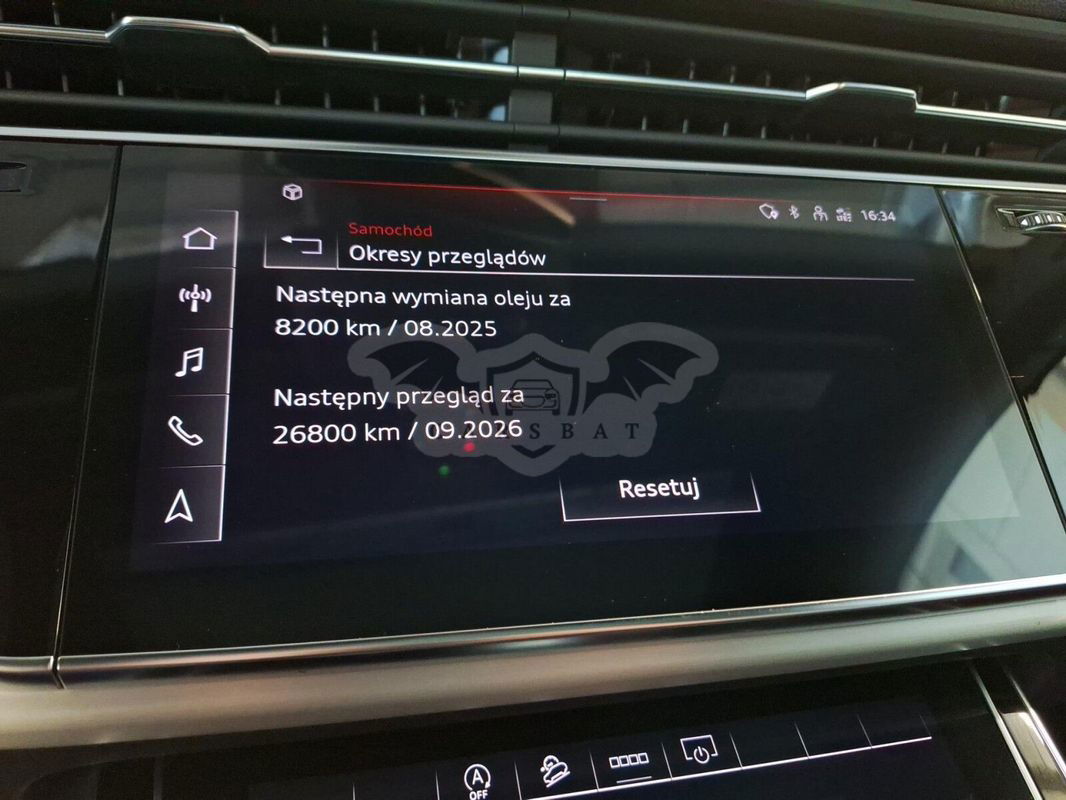 16:34
Samochód
Okresy przeglądów
Następna wymiana oleju za
8200 km / 08.2025
Następny przegląd za
26800 km / 09.2026
SBAT
Resetuj
A
OFF